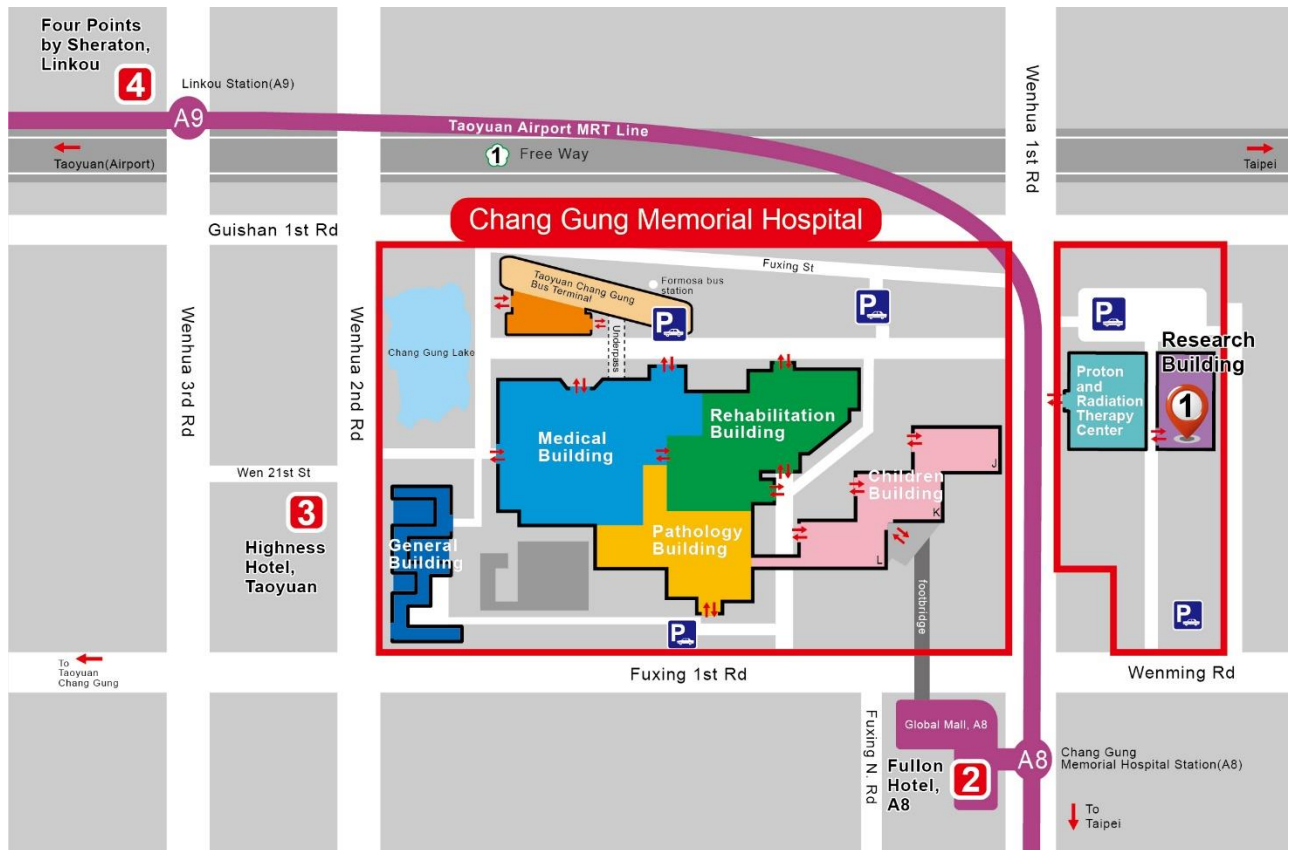 Four Points
by Sheraton,
Linkou
4
Linkou Station(A9)
A9
Taoyuan Airport MRT Line
Wenhua 1st Rd
Taoyuan(Airport)
1
Free Way
Taipei
Chang Gung Memorial Hospital
Guishan 1st Rd
Fuxing St
Taoyuan Chang Gung
Bus Terminal
Formosa bus
station
P
P
P
Underpass
Chang Gung Lake
Wenhua 3rd Rd
Wenhua 2nd Rd
Research
Building
1
Proton
and
Radiation
Therapy
Center
Medical
Building
Rehabilitation
Building
Children
Building
J
K
L
Wen 21st St
3
Highness
Hotel,
Taoyuan
General
Building
Pathology
Building
footbridge
P
P
To
Taoyuan
Chang Gung
Fuxing 1st Rd
Wenming Rd
Fuxing N. Rd
Global Mall, A8
Fullon
Hotel,
A8
2
A8
Chang Gung
Memorial Hospital Station(A8)
To
Taipei